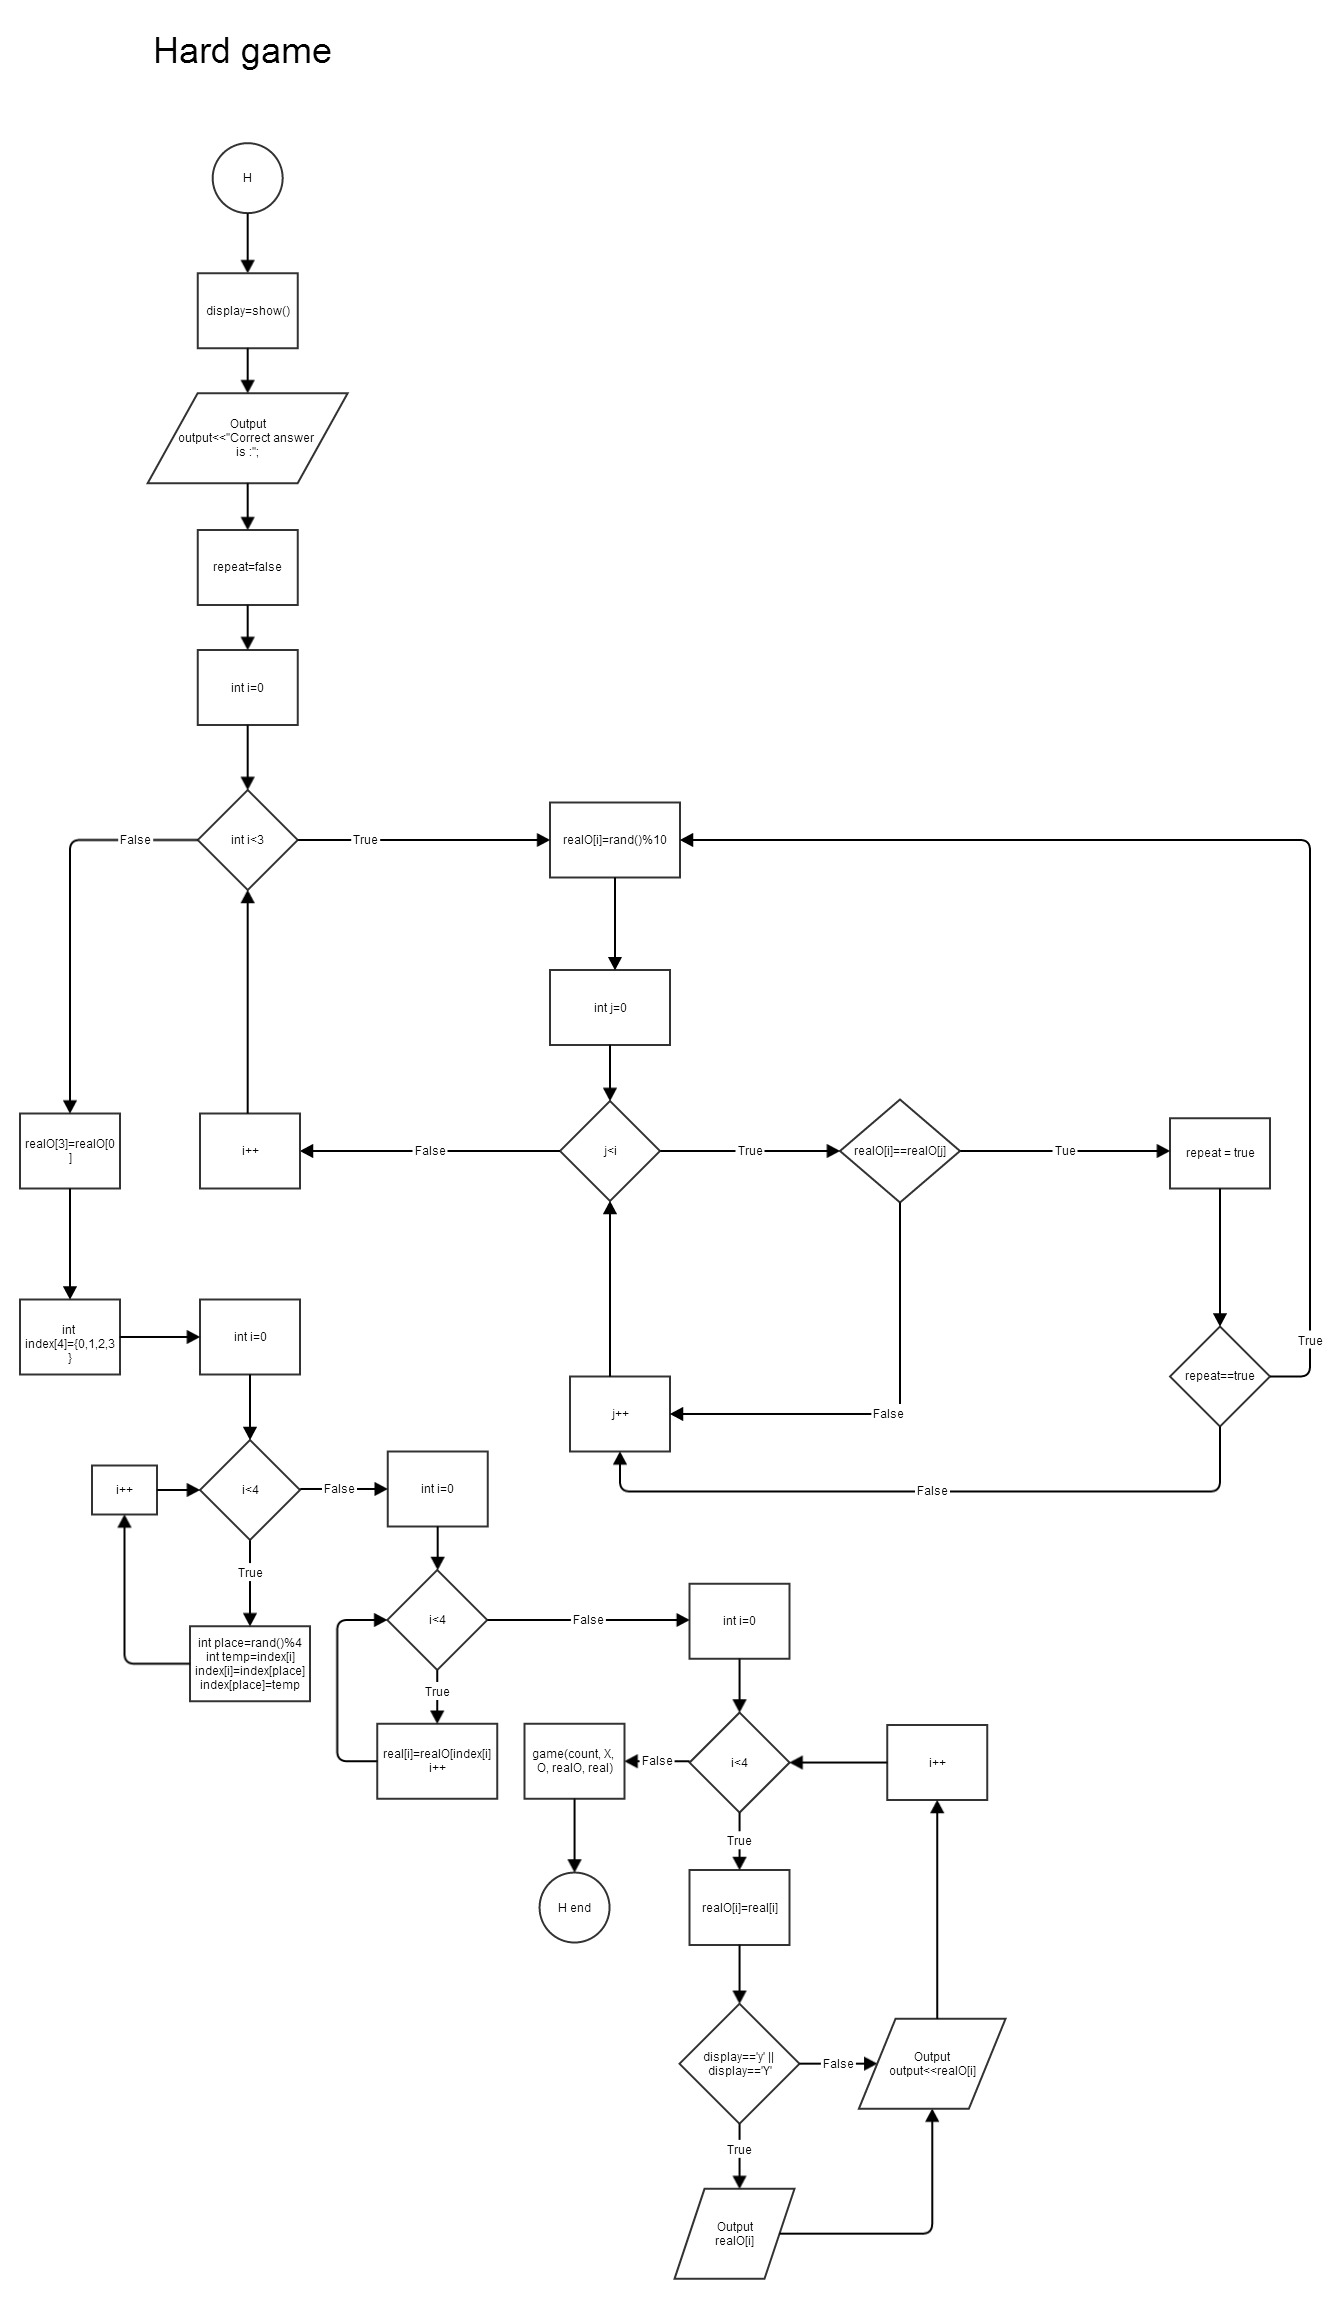 Hard game
H
display=show()
Output
output<<"Correct answer
is :";
repeat=false
int i=0
int i<3
False
True
realO[i]=rand()%10
int j=0
realO[3]=realO[0
]
i++
False
j<i
True
realO[i]==realO[j]
Tue
repeat = true
int
index[4]={0,1,2,3
}
int i=0
True
repeat==true
j++
False
False
i++
i<4
False
int i=0
True
int place=rand()%4
int temp=index[i]
index[i]=index[place]
index[place]=temp
i<4
False
int i=0
True
real[i]=realO[index[i]
i++
game(count, X,
O, realO, real)
False
i<4
i++
True
H end
realO[i]=real[i]
display=='y' ||
display=='Y'
False
Output
output<<realO[i]
True
Output
realO[i]